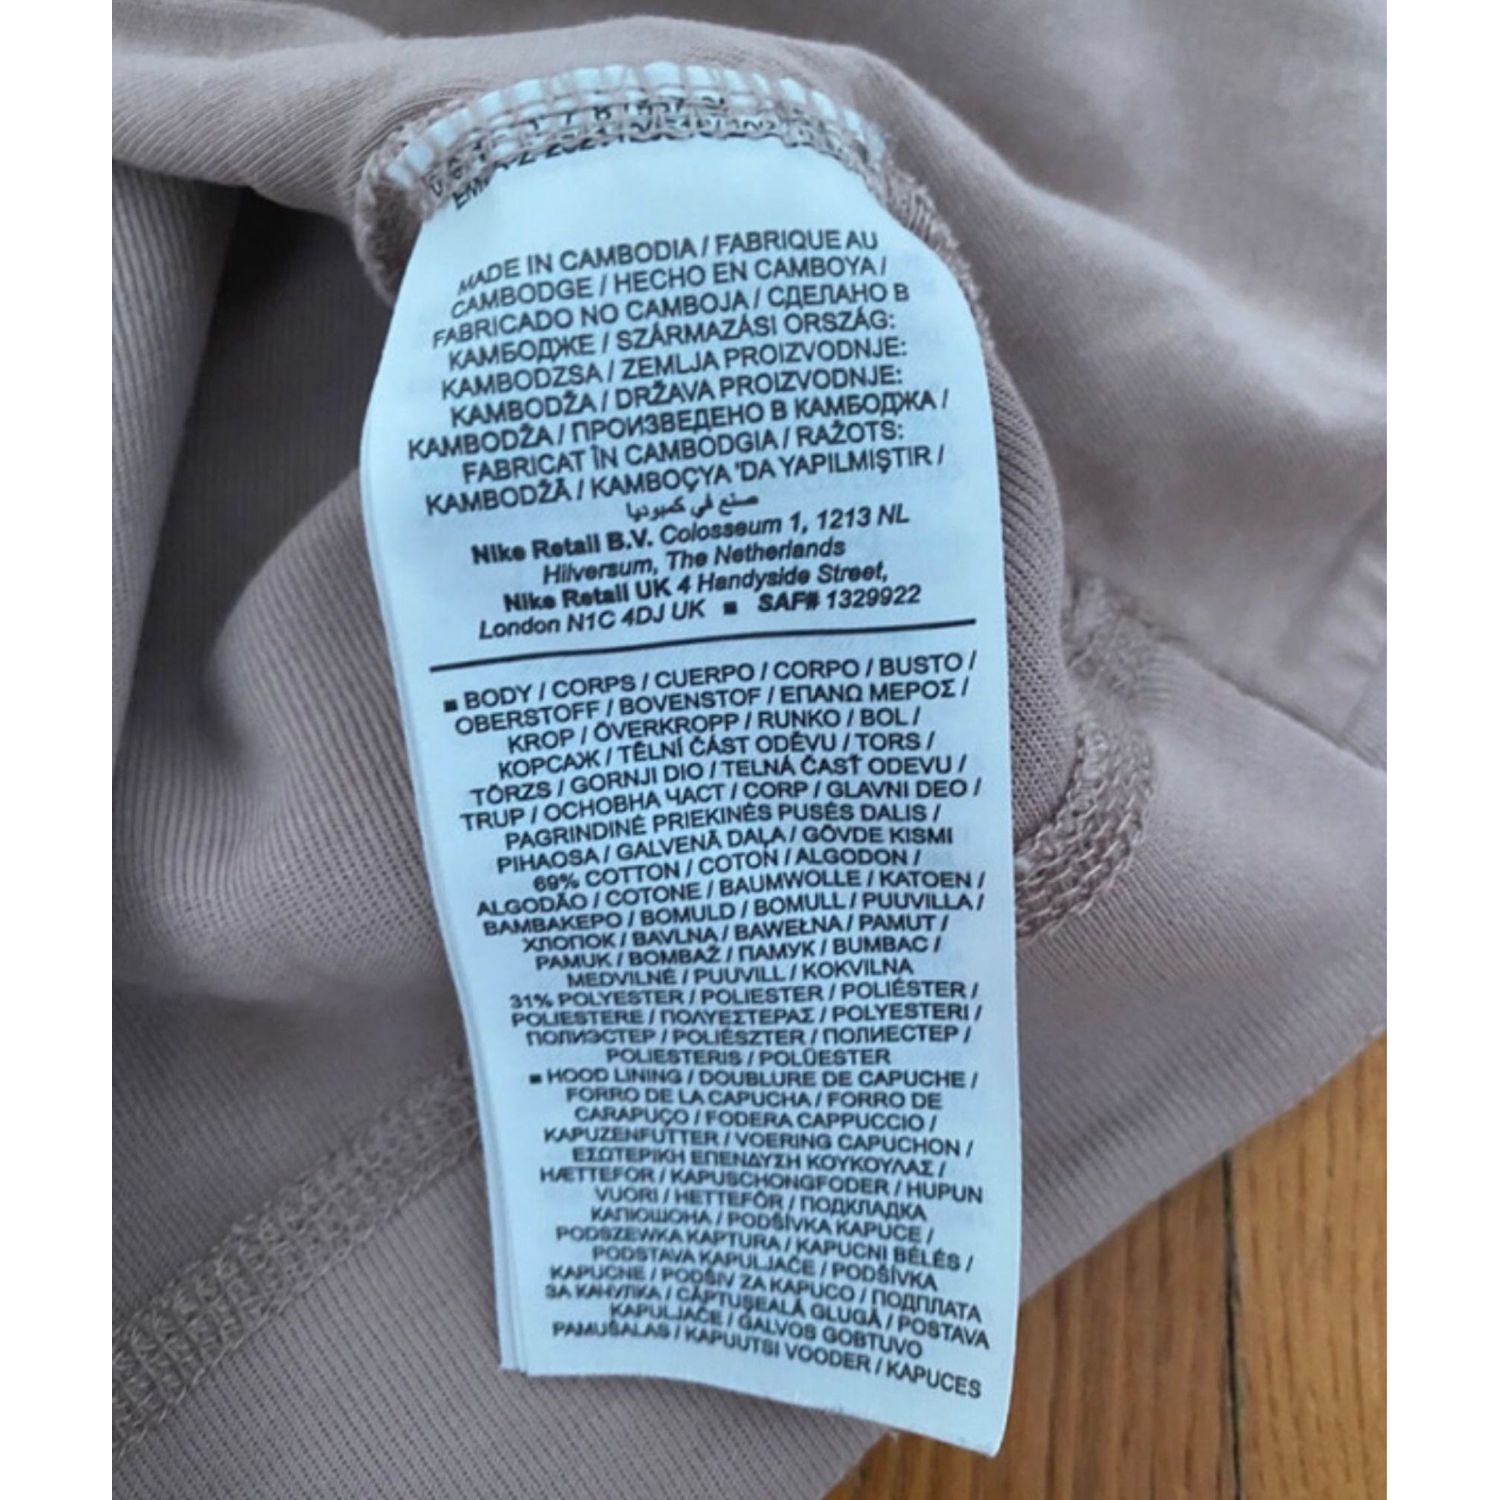 MADE IN CAMBODIA / FABRIQUE AU
CAMBODGE / HECHO EN CAMBOYA /
FABRICADO NO CAMBOJA / СДЕЛАНО В
КАМБОДЖЕ / SZÁRMAZÁSI ORSZÁG:
KAMBODZSA / ZEMLJA PROIZVODNJE:
KAMBODŽA / DRŽAVA PROIZVODNJE:
KAMBODŽA / ПРОИЗВЕДЕНО В КАМБОДЖА /
FABRICAT ÎN CAMBODGIA / RAŽOTS:
KAMBODŽĀ / KAMBOÇYA 'DA YAPILMIŞTIR /
صنع في كمبوديا
Nike Retail B.V. Colosseum 1, 1213 NL
Hilversum, The Netherlands
Nike Retail UK 4 Handyside Street,
London N1C 4DJ UK ■ SAF# 1329922
■ BODY / CORPS / CUERPO / CORPO / BUSTO /
OBERSTOFF / BOVENSTOF / ΕΠΑΝΩ ΜΕΡΟΣ /
KROP / ÖVERKROPP / RUNKO / BOL /
КОРСАЖ / TĚLNÍ ČÁST ODĚVU / TORS /
TÖRZS / GORNJI DIO / TELNÁ ČASŤ ODEVU /
TRUP / ОСНОВНА ЧАСТ / CORP / GLAVNI DEO /
PAGRINDINĖ PRIEKINĖS PUSĖS DALIS /
PIHAOSA / GALVENĀ DAĻA / GÖVDE KISMI
69% COTTON / COTON / ALGODON /
ALGODÃO / COTONE / BAUMWOLLE / KATOEN /
ΒΑΜΒΑΚΕΡΟ / BOMULD / BOMULL / PUUVILLA /
ХЛОПОК / BAVLNA / BAWEŁNA / PAMUT /
PAMUK / BOMBAŽ / ПАМУК / BUMBAC /
MEDVILNĖ / PUUVILL / KOKVILNA
31% POLYESTER / POLIESTER / POLIÉSTER /
POLIESTERE / ΠΟΛΥΕΣΤΕΡΑΣ / POLYESTERI /
ПОЛИЭСТЕР / POLIÉSZTER / ПОЛИЕСТЕР /
POLIESTERIS / POLÜESTER
■ HOOD LINING / DOUBLURE DE CAPUCHE /
FORRO DE LA CAPUCHA / FORRO DE
CARAPUÇO / FODERA CAPPUCCIO /
KAPUZENFUTTER / VOERING CAPUCHON /
ΕΣΩΤΕΡΙΚΗ ΕΠΕΝΔΥΣΗ ΚΟΥΚΟΥΛΑΣ /
HÆTTEFOR / KAPUSCHONGFODER / HUPUN
VUORI / HETTEFÔR / ПОДКЛАДКА
КАПЮШОНА / PODŠÍVKA KAPUCE /
PODSZEWKA KAPTURA / KAPUCNI BÉLÉS /
PODSTAVA KAPULJAČE / PODŠÍVKA
KAPUCNE / PODŠIV ZA KAPUCO / ПОДПЛАТА
ЗА КАЧУЛКА / CĂPTUŞEALĂ GLUGĂ / POSTAVA
KAPULJAČE / GALVOS GOBTUVO
PAMUŠALAS / KAPUUTSI VOODER / KAPUCES